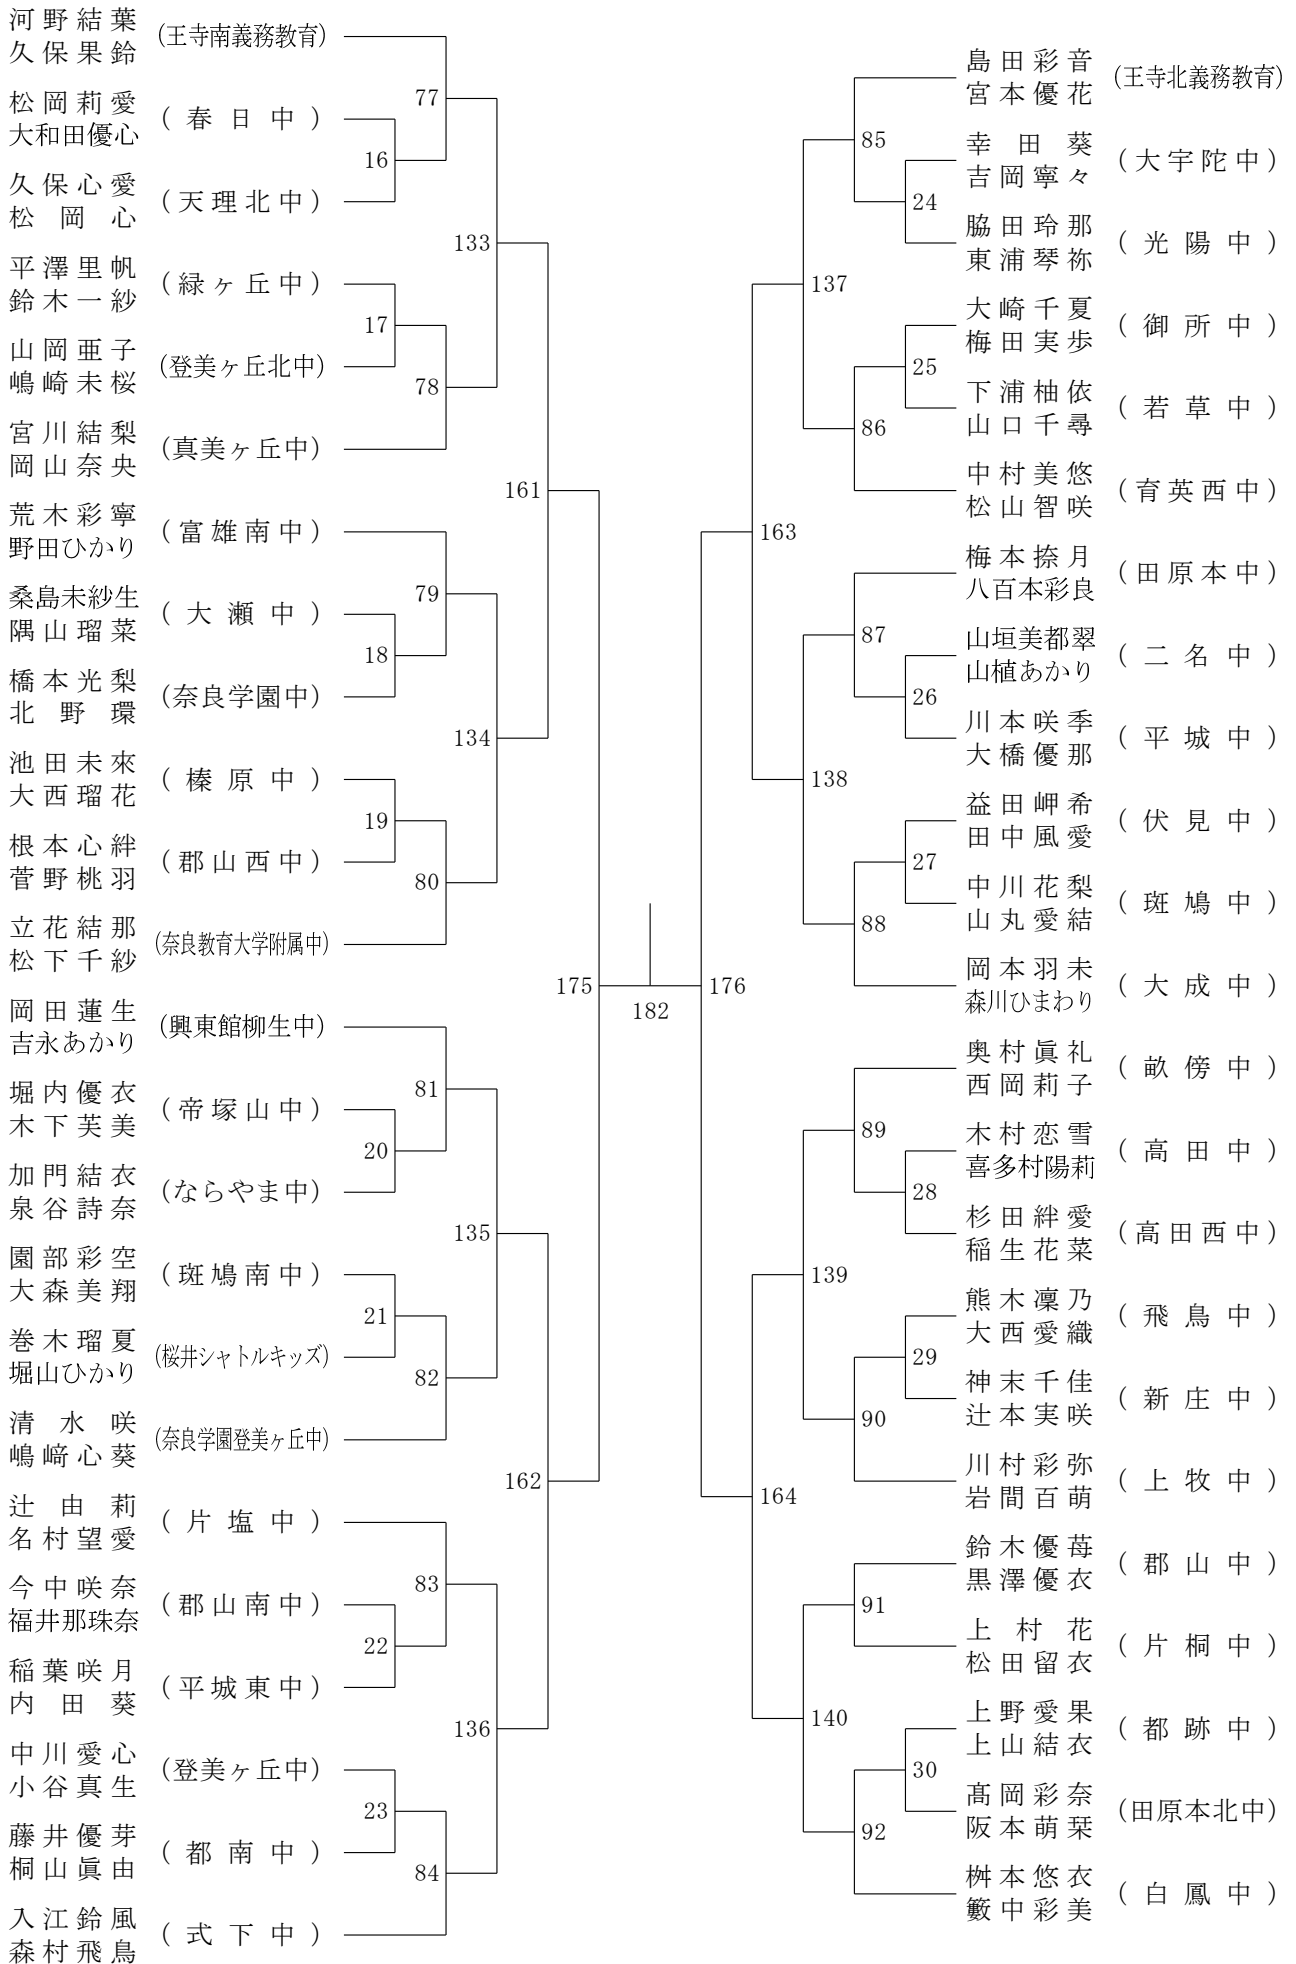 河野結葉
久保果鈴
(王寺南義務教育)
松岡莉愛
大和田優心
(春日中)
久保心愛
松岡心
(天理北中)
平澤里帆
鈴木一紗
(緑ヶ丘中)
山岡亜子
嶋崎未桜
(登美ヶ丘北中)
宮川結梨
岡山奈央
(真美ヶ丘中)
荒木彩寧
野田ひかり
(富雄南中)
桑島未紗生
隅山瑠菜
(大瀬中)
橋本光梨
北野環
(奈良学園中)
池田未來
大西瑠花
(榛原中)
根本心絆
菅野桃羽
(郡山西中)
立花結那
松下千紗
(奈良教育大学附属中)
岡田蓮生
吉永あかり
(興東館柳生中)
堀内優衣
木下芙美
(帝塚山中)
加門結衣
泉谷詩奈
(ならやま中)
園部彩空
大森美翔
(斑鳩南中)
巻木瑠夏
堀山ひかり
(桜井シャトルキッズ)
清水咲
嶋﨑心葵
(奈良学園登美ヶ丘中)
辻由莉
名村望愛
(片塩中)
今中咲奈
福井那珠奈
(郡山南中)
稲葉咲月
内田葵
(平城東中)
中川愛心
小谷真生
(登美ヶ丘中)
藤井優芽
桐山眞由
(都南中)
入江鈴風
森村飛鳥
(式下中)
16
17
18
19
20
21
22
23
77
78
79
80
81
82
83
84
133
134
135
136
161
162
175
182
176
163
164
137
138
139
140
85
86
87
88
89
90
91
92
24
25
26
27
28
29
30
島田彩音
宮本優花
(王寺北義務教育)
幸田葵
吉岡寧々
(大宇陀中)
脇田玲那
東浦琴祢
(光陽中)
大崎千夏
梅田実歩
(御所中)
下浦柚依
山口千尋
(若草中)
中村美悠
松山智咲
(育英西中)
梅本捺月
八百本彩良
(田原本中)
山垣美都翠
山植あかり
(二名中)
川本咲季
大橋優那
(平城中)
益田岬希
田中風愛
(伏見中)
中川花梨
山丸愛結
(斑鳩中)
岡本羽未
森川ひまわり
(大成中)
奥村眞礼
西岡莉子
(畝傍中)
木村恋雪
喜多村陽莉
(高田中)
杉田絆愛
稲生花菜
(高田西中)
熊木凜乃
大西愛織
(飛鳥中)
神末千佳
辻本実咲
(新庄中)
川村彩弥
岩間百萌
(上牧中)
鈴木優苺
黒澤優衣
(郡山中)
上村花
松田留衣
(片桐中)
上野愛果
上山結衣
(都跡中)
髙岡彩奈
阪本萌栞
(田原本北中)
桝本悠衣
籔中彩美
(白鳳中)